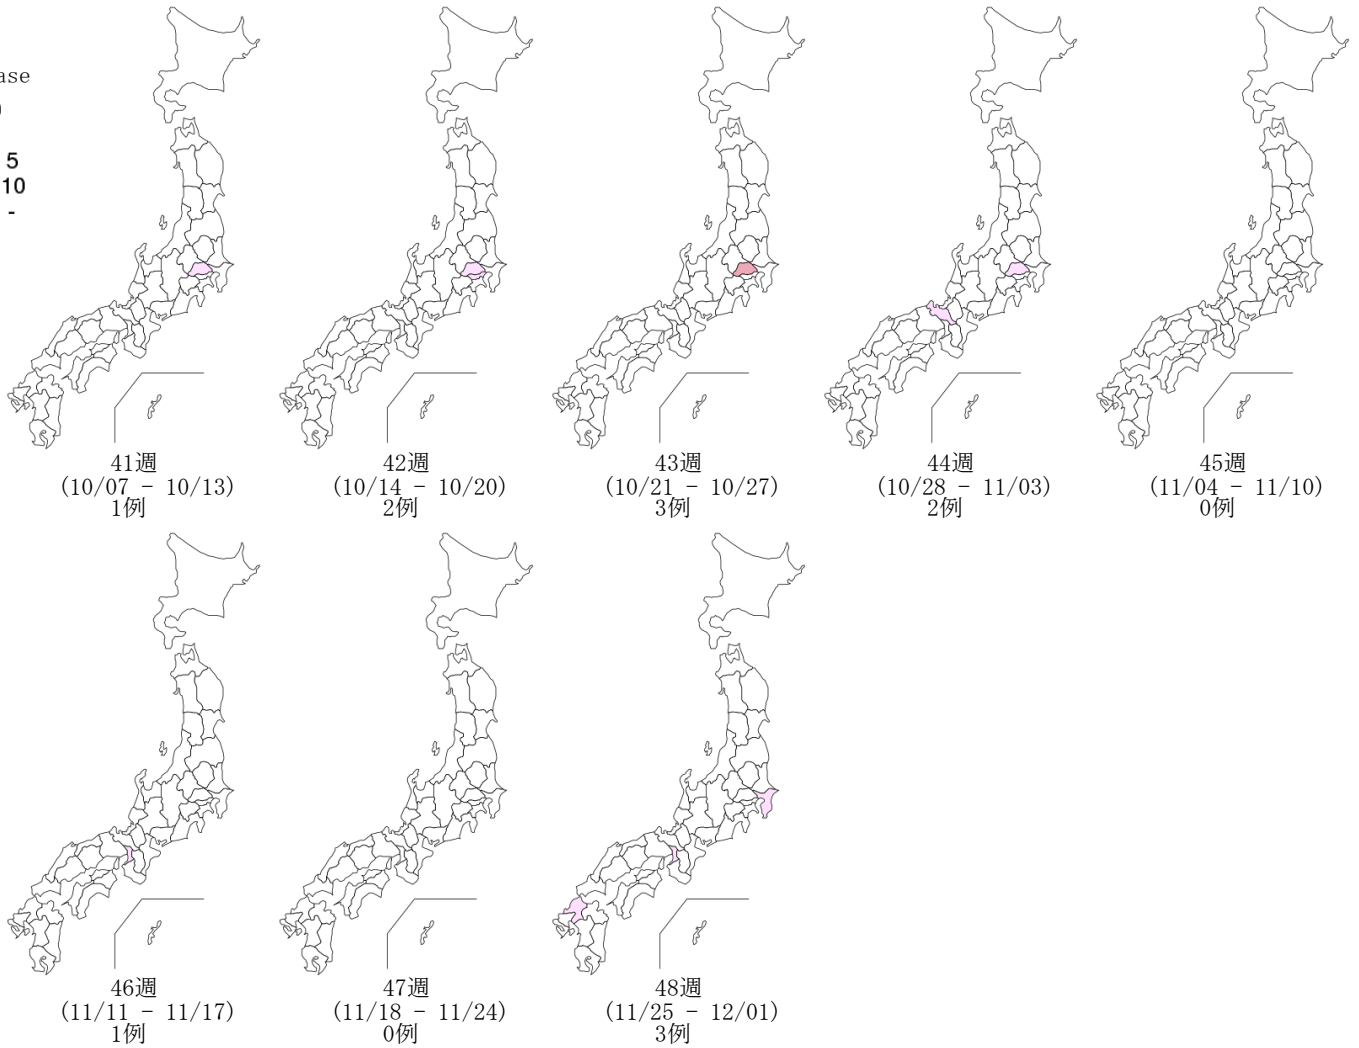 ase
5
10
-
41週
(10/07 - 10/13)
1例
42週
(10/14 - 10/20)
2例
43週
(10/21 - 10/27)
3例
44週
(10/28 - 11/03)
2例
45週
(11/04 - 11/10)
0例
46週
(11/11 - 11/17)
1例
47週
(11/18 - 11/24)
0例
48週
(11/25 - 12/01)
3例